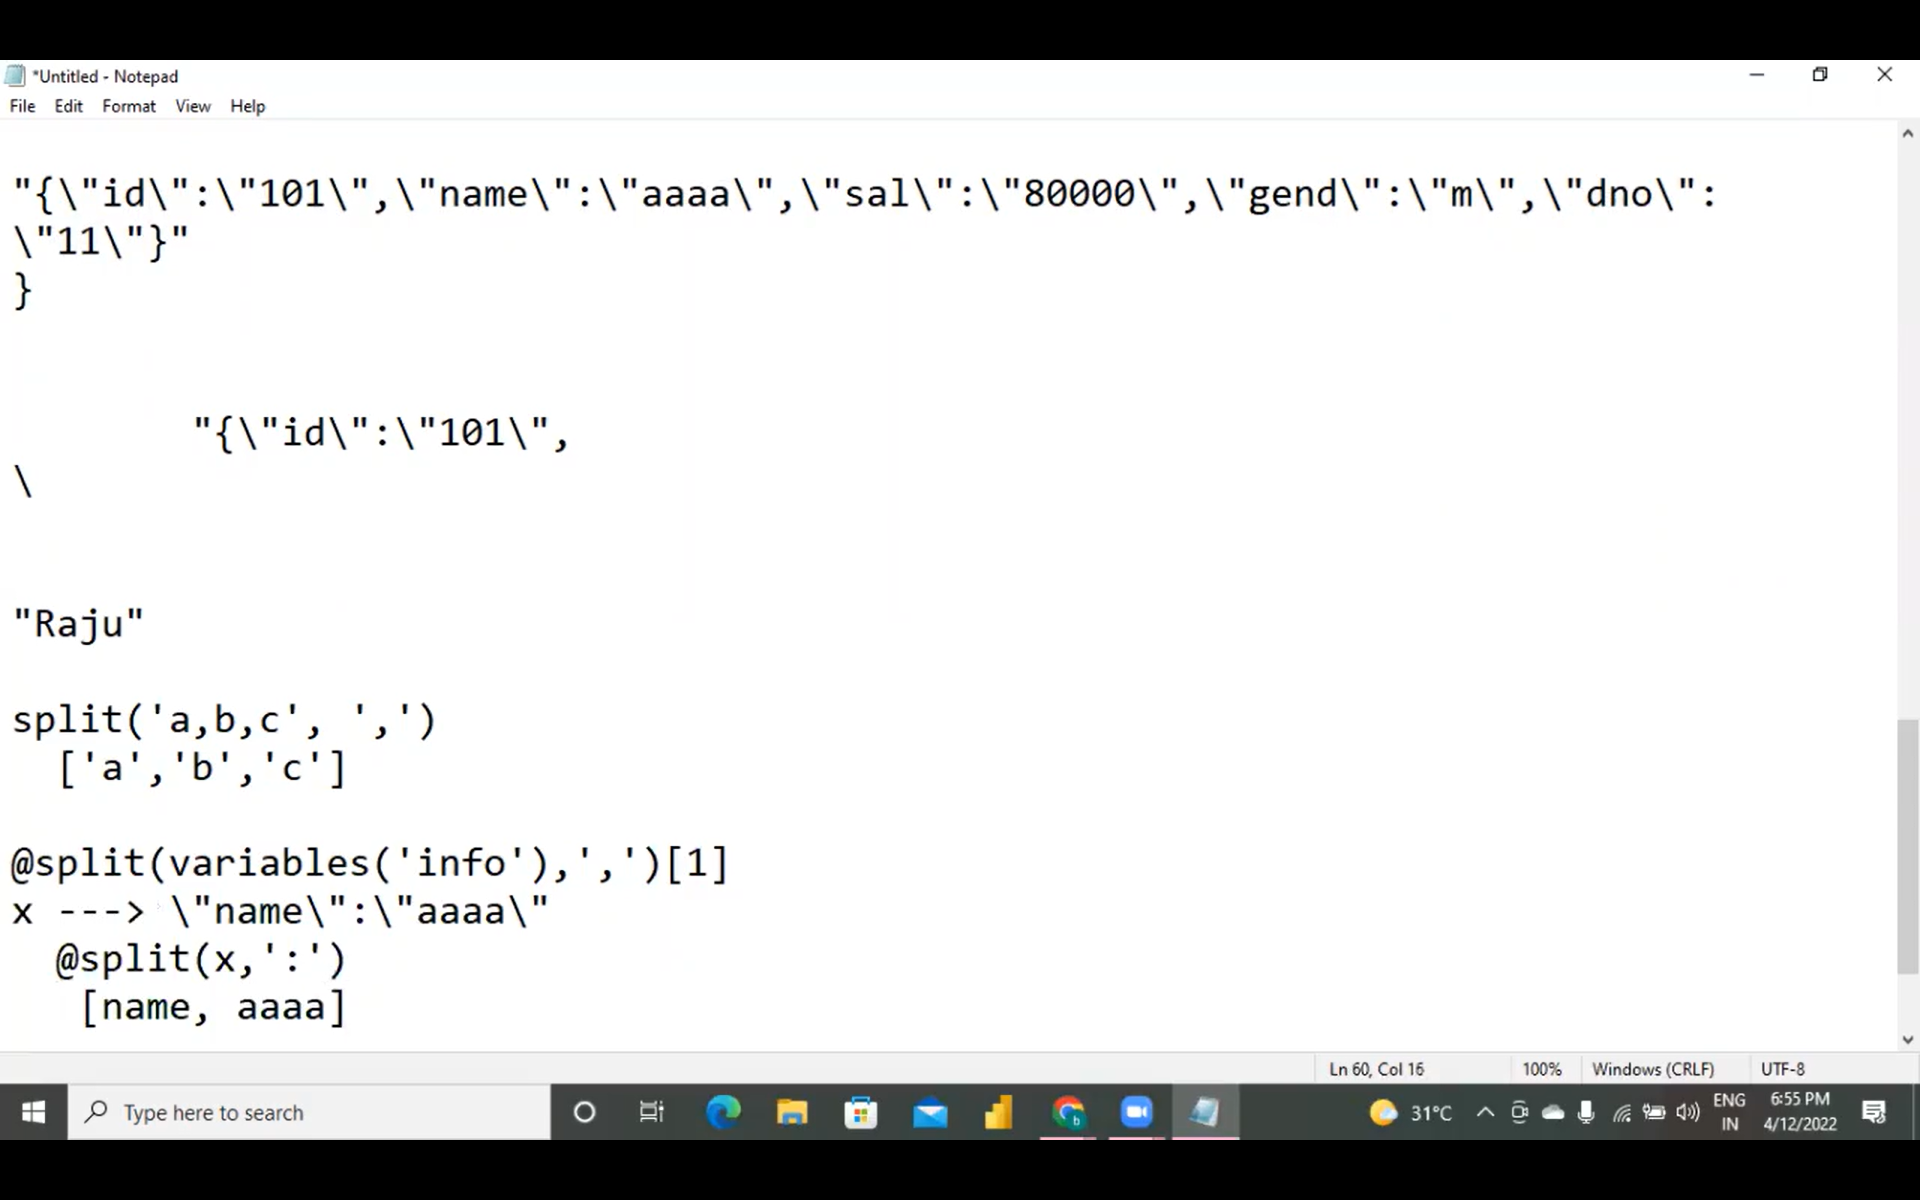 *Untitled - Notepad
File Edit Format View Help
"{\"id\":\"101\",\"name\":\"aaaa\",\"sal\":\"80000\",\"gend\":\"m\",\"dno\":
\"11\"}"
}
"{\"id\":\"101\",
\
"Raju"
split('a,b,c', ',')
['a','b','c']
@split(variables('info'),',')[1]
x ---> \"name\":\"aaaa\"
@split(x,':')
[name, aaaa]
Ln 60, Col 16 100% Windows (CRLF) UTF-8
Type here to search 31°C ENG 6:55 PM
IN 4/12/2022